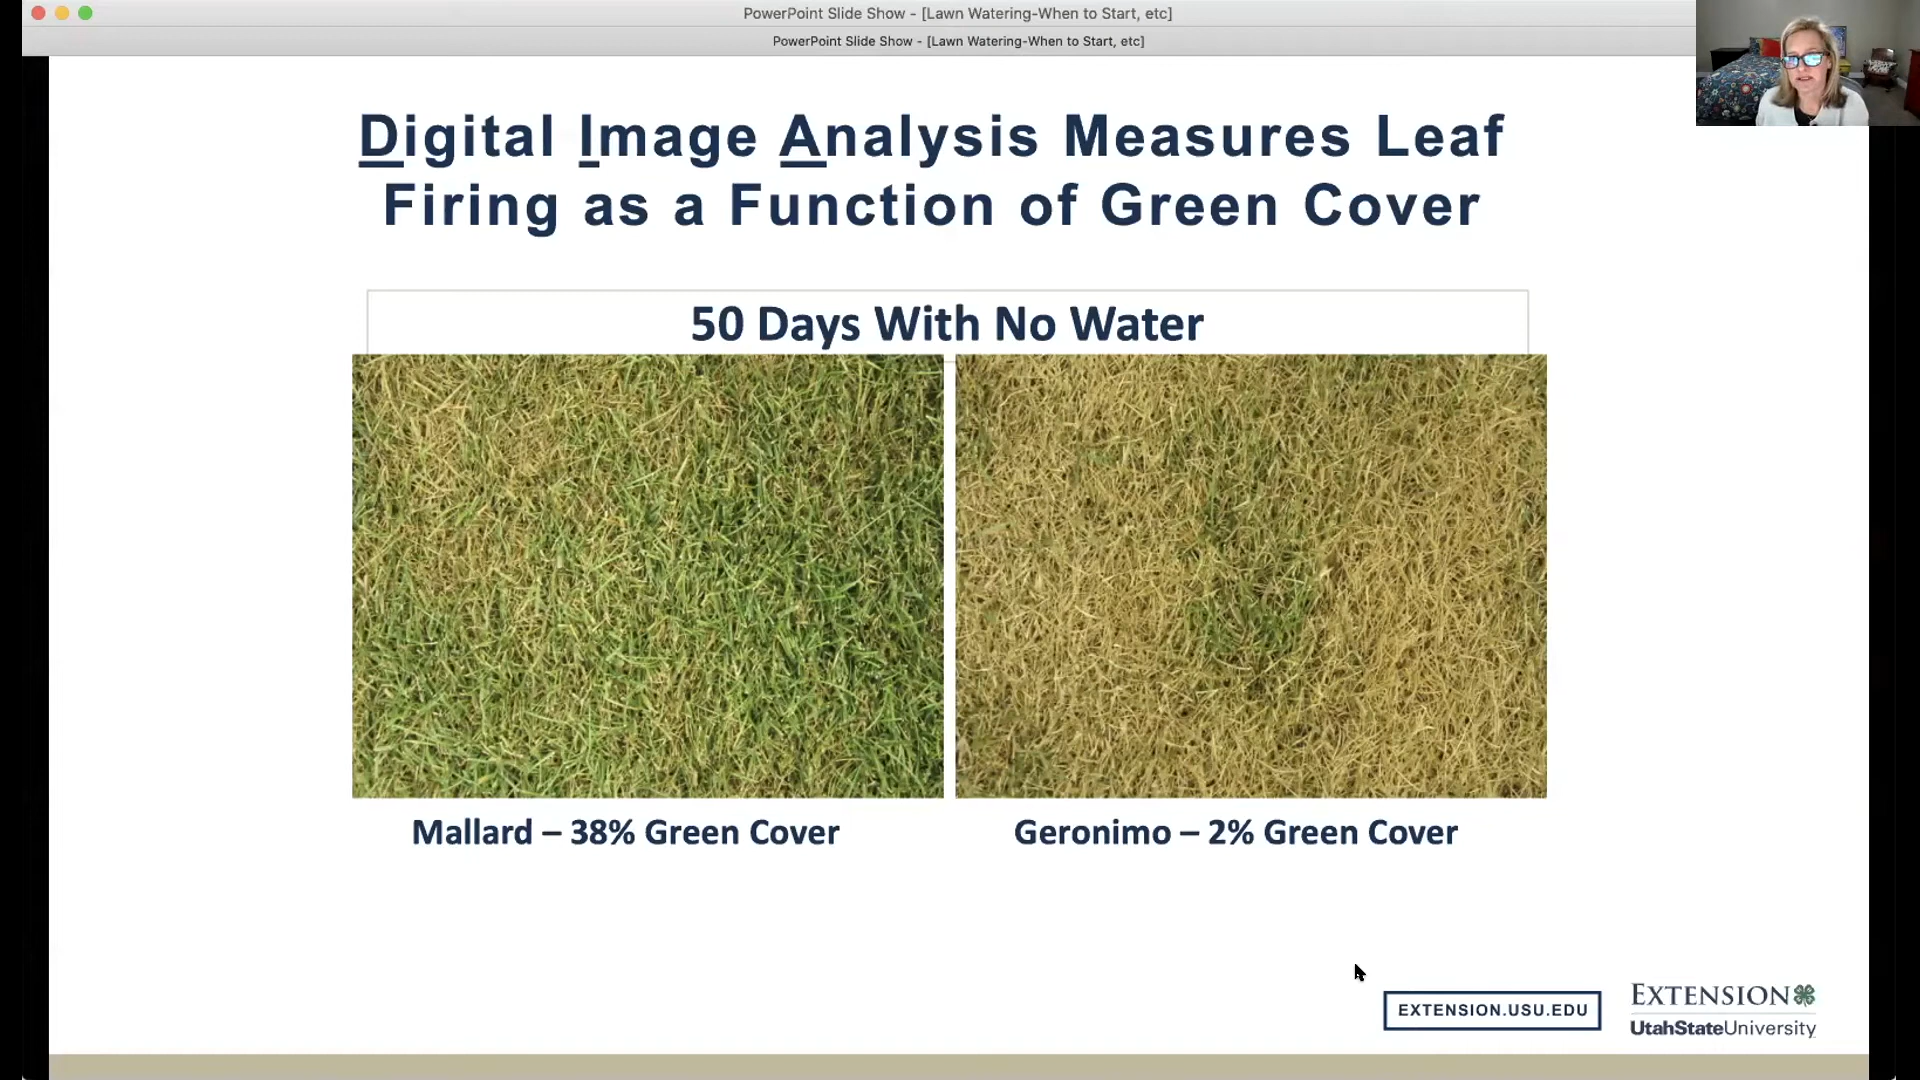 PowerPoint Slide Show - [Lawn Watering-When to Start, etc]
PowerPoint Slide Show - [Lawn Watering-When to Start, etc]
Digital Image Analysis Measures Leaf
Firing as a Function of Green Cover
50 Days With No Water
Mallard – 38% Green Cover
Geronimo – 2% Green Cover
EXTENSION.USU.EDU
EXTENSION
UtahStateUniversity